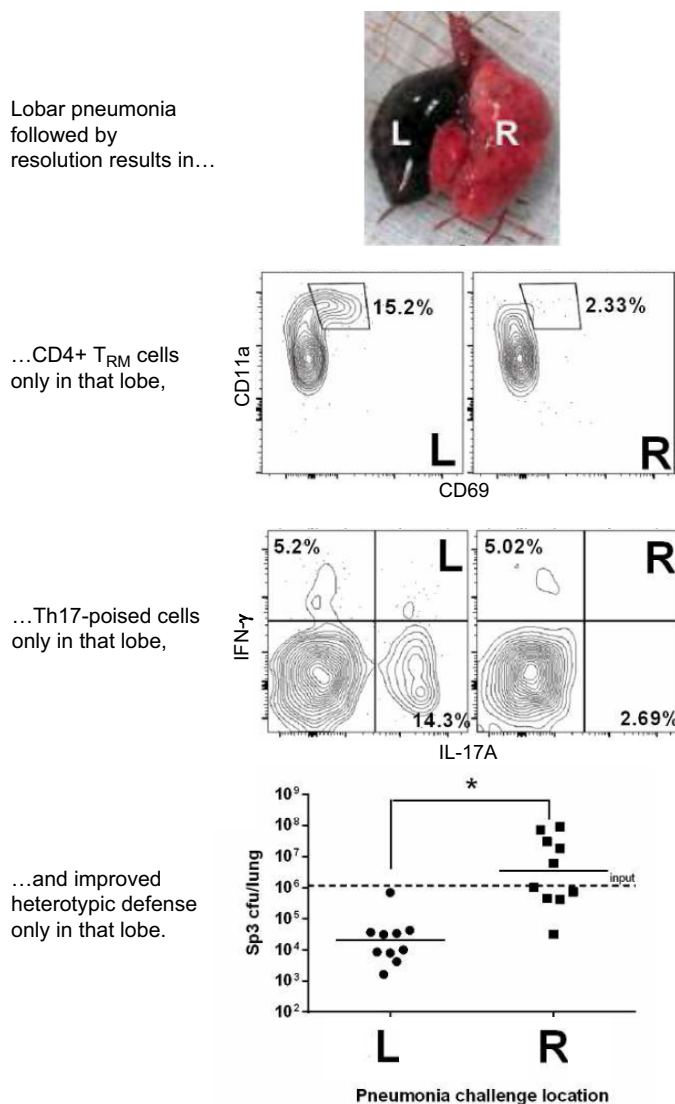 Lobar pneumonia
followed by
resolution results in…
L
R
…CD4+ TRM cells
only in that lobe,
CD11a
15.2%
L
2.33%
R
CD69
…Th17-poised cells
only in that lobe,
IFN-γ
5.2%
L
14.3%
5.02%
R
2.69%
IL-17A
…and improved
heterotypic defense
only in that lobe.
Sp3 cfu/lung
10⁹
10⁸
10⁷
10⁶
10⁵
10⁴
10³
10²
*
input
L
R
Pneumonia challenge location